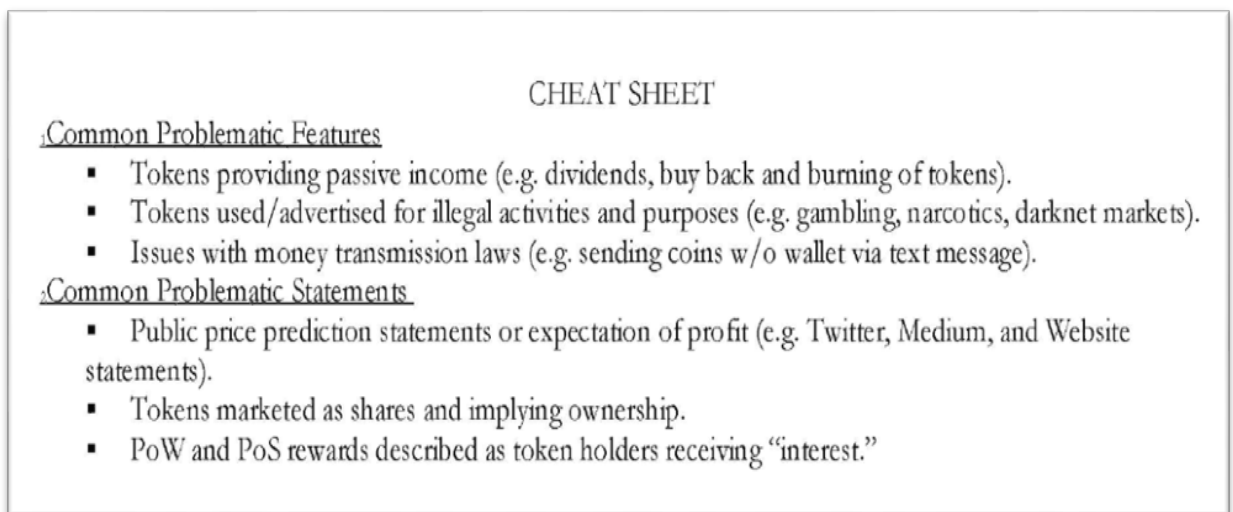 CHEAT SHEET
1Common Problematic Features
▪ Tokens providing passive income (e.g. dividends, buy back and burning of tokens).
▪ Tokens used/advertised for illegal activities and purposes (e.g. gambling, narcotics, darknet markets).
▪ Issues with money transmission laws (e.g. sending coins w/o wallet via text message).
2Common Problematic Statements
▪ Public price prediction statements or expectation of profit (e.g. Twitter, Medium, and Website
statements).
▪ Tokens marketed as shares and implying ownership.
▪ PoW and PoS rewards described as token holders receiving “interest.”